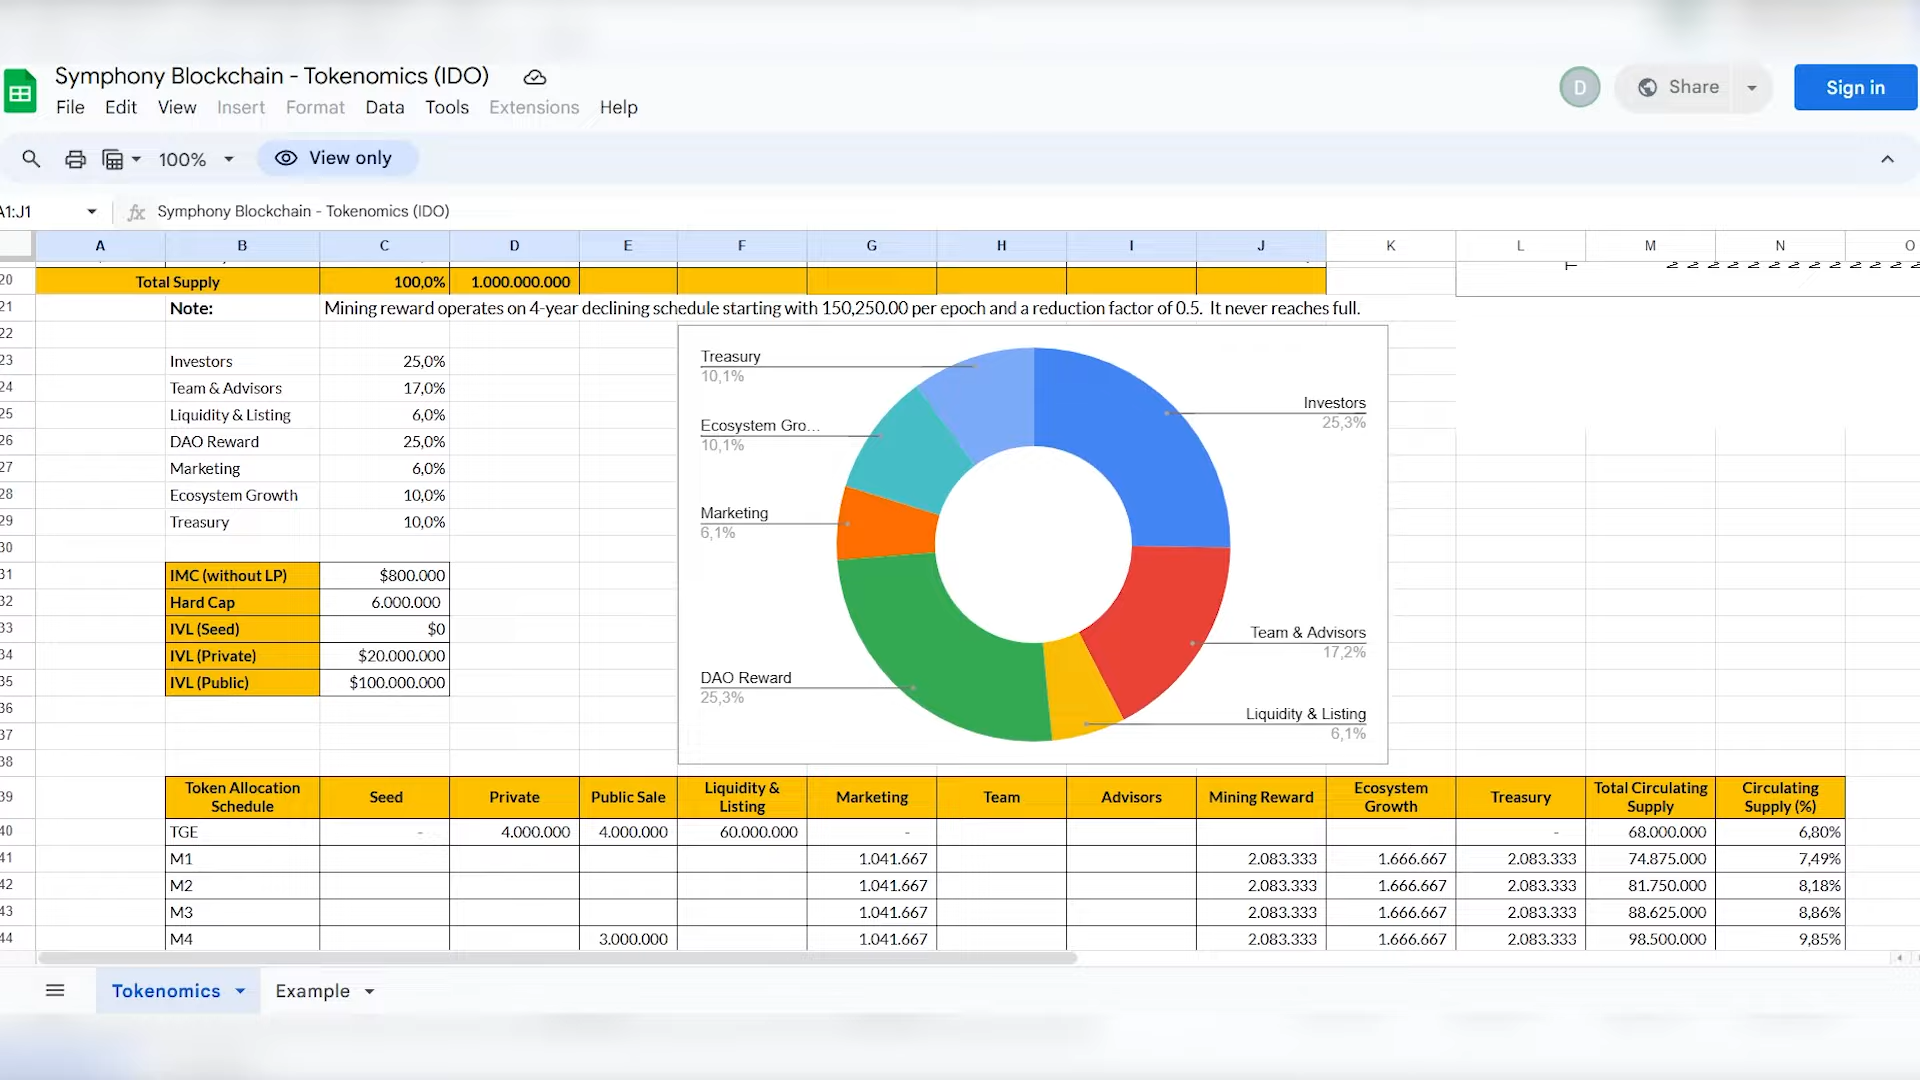 Symphony Blockchain - Tokenomics (IDO)
File Edit View Insert Format Data Tools Extensions Help
D Share Sign in
100% View only
A1:J1 fx Symphony Blockchain - Tokenomics (IDO)
A B C D E F G H I J K L M N O
20 Total Supply 100,0% 1.000.000.000
21 Note: Mining reward operates on 4-year declining schedule starting with 150,250.00 per epoch and a reduction factor of 0.5. It never reaches full.
22
23 Investors 25,0%
24 Team & Advisors 17,0%
25 Liquidity & Listing 6,0%
26 DAO Reward 25,0%
27 Marketing 6,0%
28 Ecosystem Growth 10,0%
29 Treasury 10,0%
30
31 IMC (without LP) $800.000
32 Hard Cap 6.000.000
33 IVL (Seed) $0
34 IVL (Private) $20.000.000
35 IVL (Public) $100.000.000
36
37
38
Treasury
10,1%
Ecosystem Gro...
10,1%
Marketing
6,1%
DAO Reward
25,3%
Investors
25,3%
Team & Advisors
17,2%
Liquidity & Listing
6,1%
39 Token Allocation Schedule Seed Private Public Sale Liquidity & Listing Marketing Team Advisors Mining Reward Ecosystem Growth Treasury Total Circulating Supply Circulating Supply (%)
40 TGE - 4.000.000 4.000.000 60.000.000 - - 68.000.000 6,80%
41 M1 1.041.667 2.083.333 1.666.667 2.083.333 74.875.000 7,49%
42 M2 1.041.667 2.083.333 1.666.667 2.083.333 81.750.000 8,18%
43 M3 1.041.667 2.083.333 1.666.667 2.083.333 88.625.000 8,86%
44 M4 3.000.000 1.041.667 2.083.333 1.666.667 2.083.333 98.500.000 9,85%
Tokenomics Example